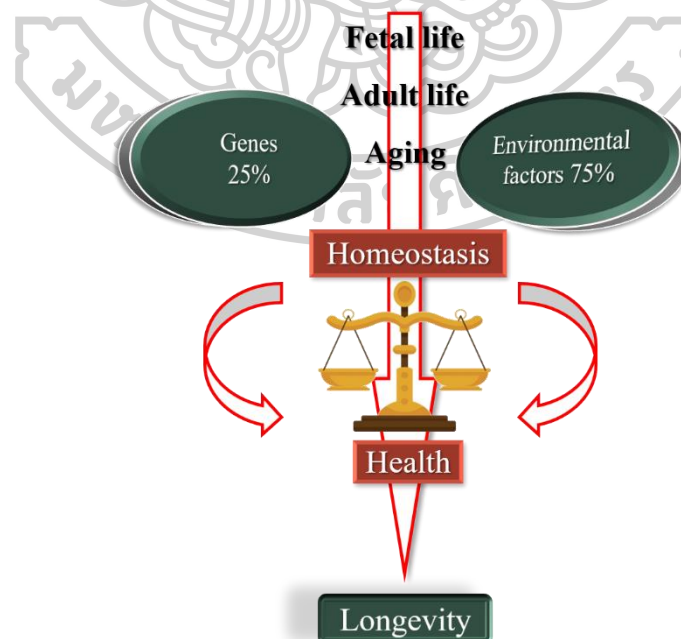 Fetal life
Adult life
Aging
Genes
25%
Environmental
factors 75%
Homeostasis
Health
Longevity